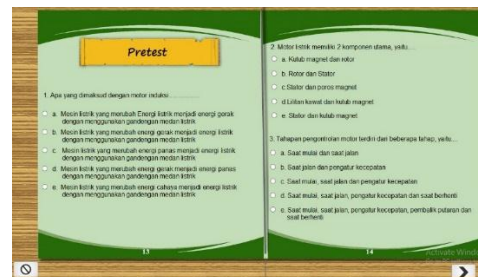 Pretest
1. Apa yang dimaksud dengan motor induksi..............
a. Mesin listrik yang merubah Energi listrik menjadi energi gerak
dengan menggunakan gandengan medan listrik
b. Mesin listrik yang merubah energi gerak menjadi energi listrik
dengan menggunakan gandengan medan listrik
c. Mesin listrik yang merubah energi panas menjadi energi listrik
dengan menggunakan gandengan medan listrik
d. Mesin listrik yang merubah energi gerak menjadi energi panas
dengan menggunakan gandengan medan listrik
e. Mesin listrik yang merubah energi cahaya menjadi energi listrik
dengan menggunakan gandengan medan listrik
13
2. Motor listrik memiliki 2 komponen utama, yaitu....
a. Kutub magnet dan rotor
b. Rotor dan Stator
c. Stator dan poros magnet
d. Lilitan kawat dan kutub magnet
e. Stator dan kutub magnet
3. Tahapan pengontrolan motor terdiri dari beberapa tahap, yaitu....
a. Saat mulai dan saat jalan
b. Saat jalan dan pengatur kecepatan
c. Saat mulai, saat jalan dan pengatur kecepatan
d. Saat mulai, saat jalan, pengatur kecepatan dan saat berhenti
e. Saat mulai, saat jalan, pengatur kecepatan, pembalik putaran dan
saat berhenti
14
Activate Wind